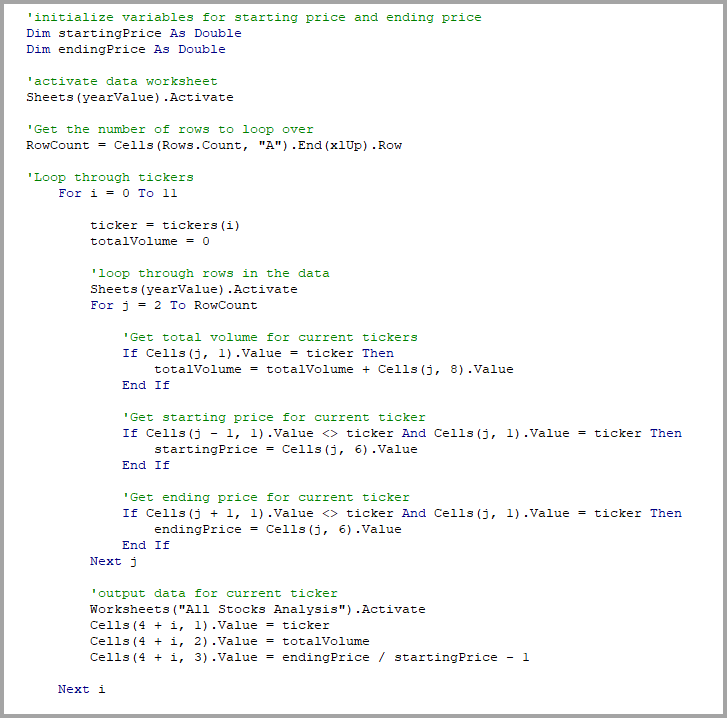 'initialize variables for starting price and ending price
Dim startingPrice As Double
Dim endingPrice As Double
'activate data worksheet
Sheets(yearValue).Activate
'Get the number of rows to loop over
RowCount = Cells(Rows.Count, "A").End(xlUp).Row
'Loop through tickers
For i = 0 To 11
ticker = tickers(i)
totalVolume = 0
'loop through rows in the data
Sheets(yearValue).Activate
For j = 2 To RowCount
'Get total volume for current tickers
If Cells(j, 1).Value = ticker Then
totalVolume = totalVolume + Cells(j, 8).Value
End If
'Get starting price for current ticker
If Cells(j - 1, 1).Value <> ticker And Cells(j, 1).Value = ticker Then
startingPrice = Cells(j, 6).Value
End If
'Get ending price for current ticker
If Cells(j + 1, 1).Value <> ticker And Cells(j, 1).Value = ticker Then
endingPrice = Cells(j, 6).Value
End If
Next j
'output data for current ticker
Worksheets("All Stocks Analysis").Activate
Cells(4 + i, 1).Value = ticker
Cells(4 + i, 2).Value = totalVolume
Cells(4 + i, 3).Value = endingPrice / startingPrice - 1
Next i